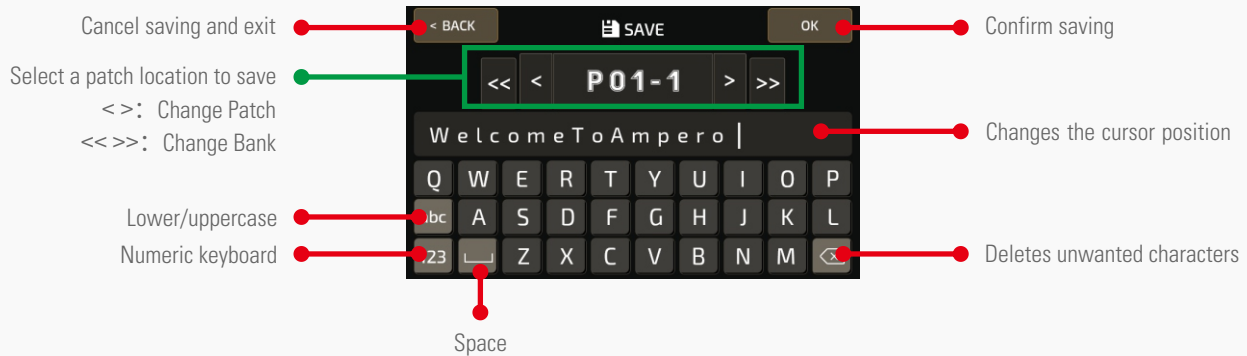 Cancel saving and exit
< BACK
SAVE
OK
Confirm saving
Select a patch location to save
< >: Change Patch
<< >>: Change Bank
<< < P01-1 > >>
WelcomeToAmpero|
Changes the cursor position
Q W E R T Y U I O P
Lower/uppercase
abc A S D F G H J K L
Numeric keyboard
123 Z X C V B N M
Deletes unwanted characters
Space